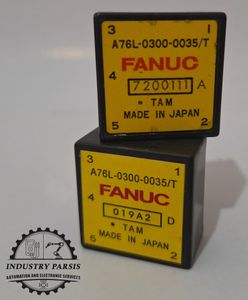 3 1
A76L-0300-0035/T
4 FANUC
7200111 A
• TAM
MADE IN JAPAN
5 2
3 1
A76L-0300-0035/T
FANUC
4 019A2 D
• TAM
MADE IN JAPAN
5 2
INDUSTRY PARSIS
AUTOMATION AND ELECTRONIC SERVICES